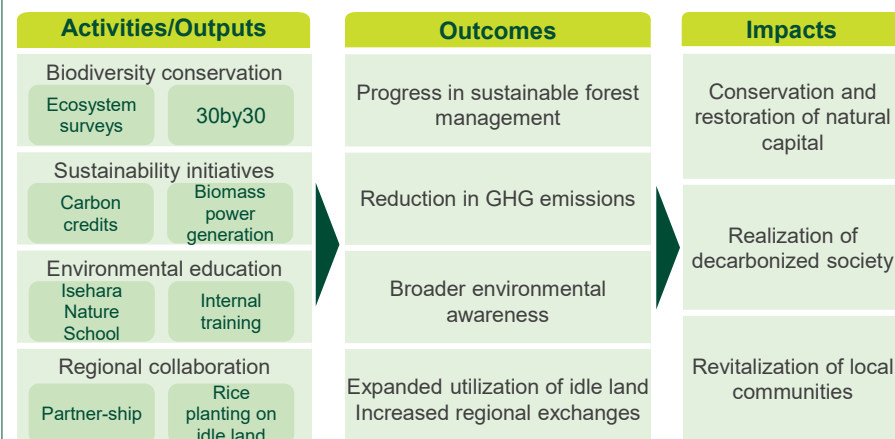 Activities/Outputs
Biodiversity conservation
Ecosystem
surveys
30by30
Sustainability initiatives
Carbon
credits
Biomass
power
generation
Environmental education
Isehara
Nature
School
Internal
training
Regional collaboration
Partner-ship
Rice
planting on
idle land
Outcomes
Progress in sustainable forest
management
Reduction in GHG emissions
Broader environmental
awareness
Expanded utilization of idle land
Increased regional exchanges
Impacts
Conservation and
restoration of natural
capital
Realization of
decarbonized society
Revitalization of local
communities